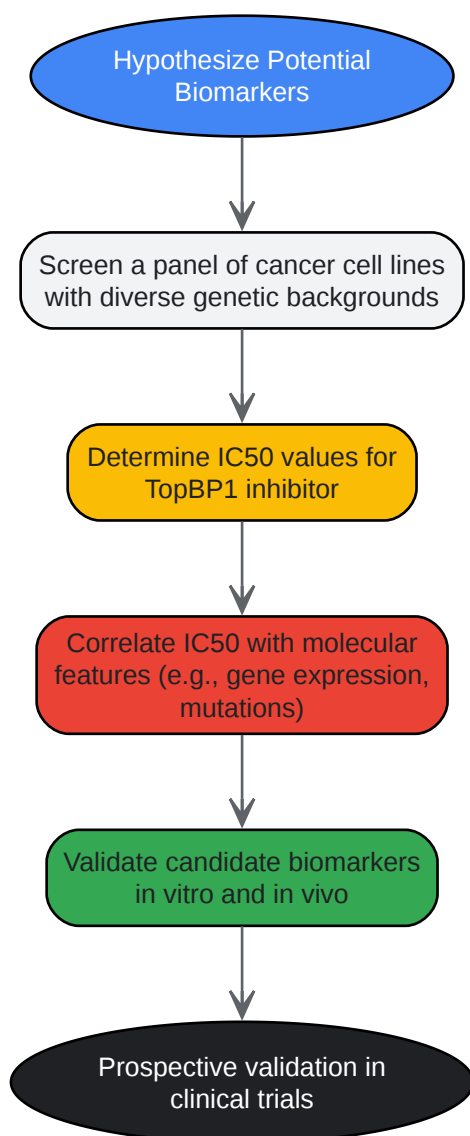 Hypothesize Potential
Biomarkers
Screen a panel of cancer cell lines
with diverse genetic backgrounds
Determine IC50 values for
TopBP1 inhibitor
Correlate IC50 with molecular
features (e.g., gene expression,
mutations)
Validate candidate biomarkers
in vitro and in vivo
Prospective validation in
clinical trials